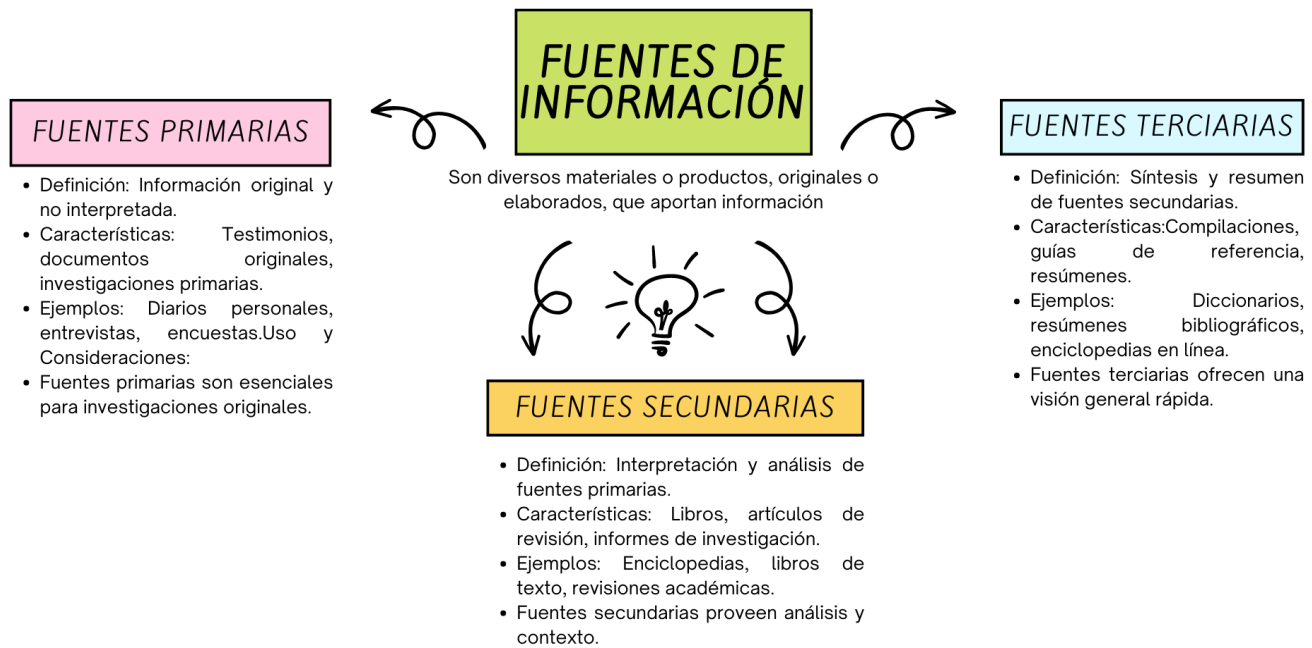 FUENTES DE
INFORMACIÓN
Son diversos materiales o productos, originales o
elaborados, que aportan información
FUENTES PRIMARIAS
• Definición: Información original y
no interpretada.
• Características: Testimonios,
documentos originales,
investigaciones primarias.
• Ejemplos: Diarios personales,
entrevistas, encuestas.Uso y
Consideraciones:
• Fuentes primarias son esenciales
para investigaciones originales.
FUENTES SECUNDARIAS
• Definición: Interpretación y análisis de
fuentes primarias.
• Características: Libros, artículos de
revisión, informes de investigación.
• Ejemplos: Enciclopedias, libros de
texto, revisiones académicas.
• Fuentes secundarias proveen análisis y
contexto.
FUENTES TERCIARIAS
• Definición: Síntesis y resumen
de fuentes secundarias.
• Características:Compilaciones,
guías de referencia,
resúmenes.
• Ejemplos: Diccionarios,
resúmenes bibliográficos,
enciclopedias en línea.
• Fuentes terciarias ofrecen una
visión general rápida.